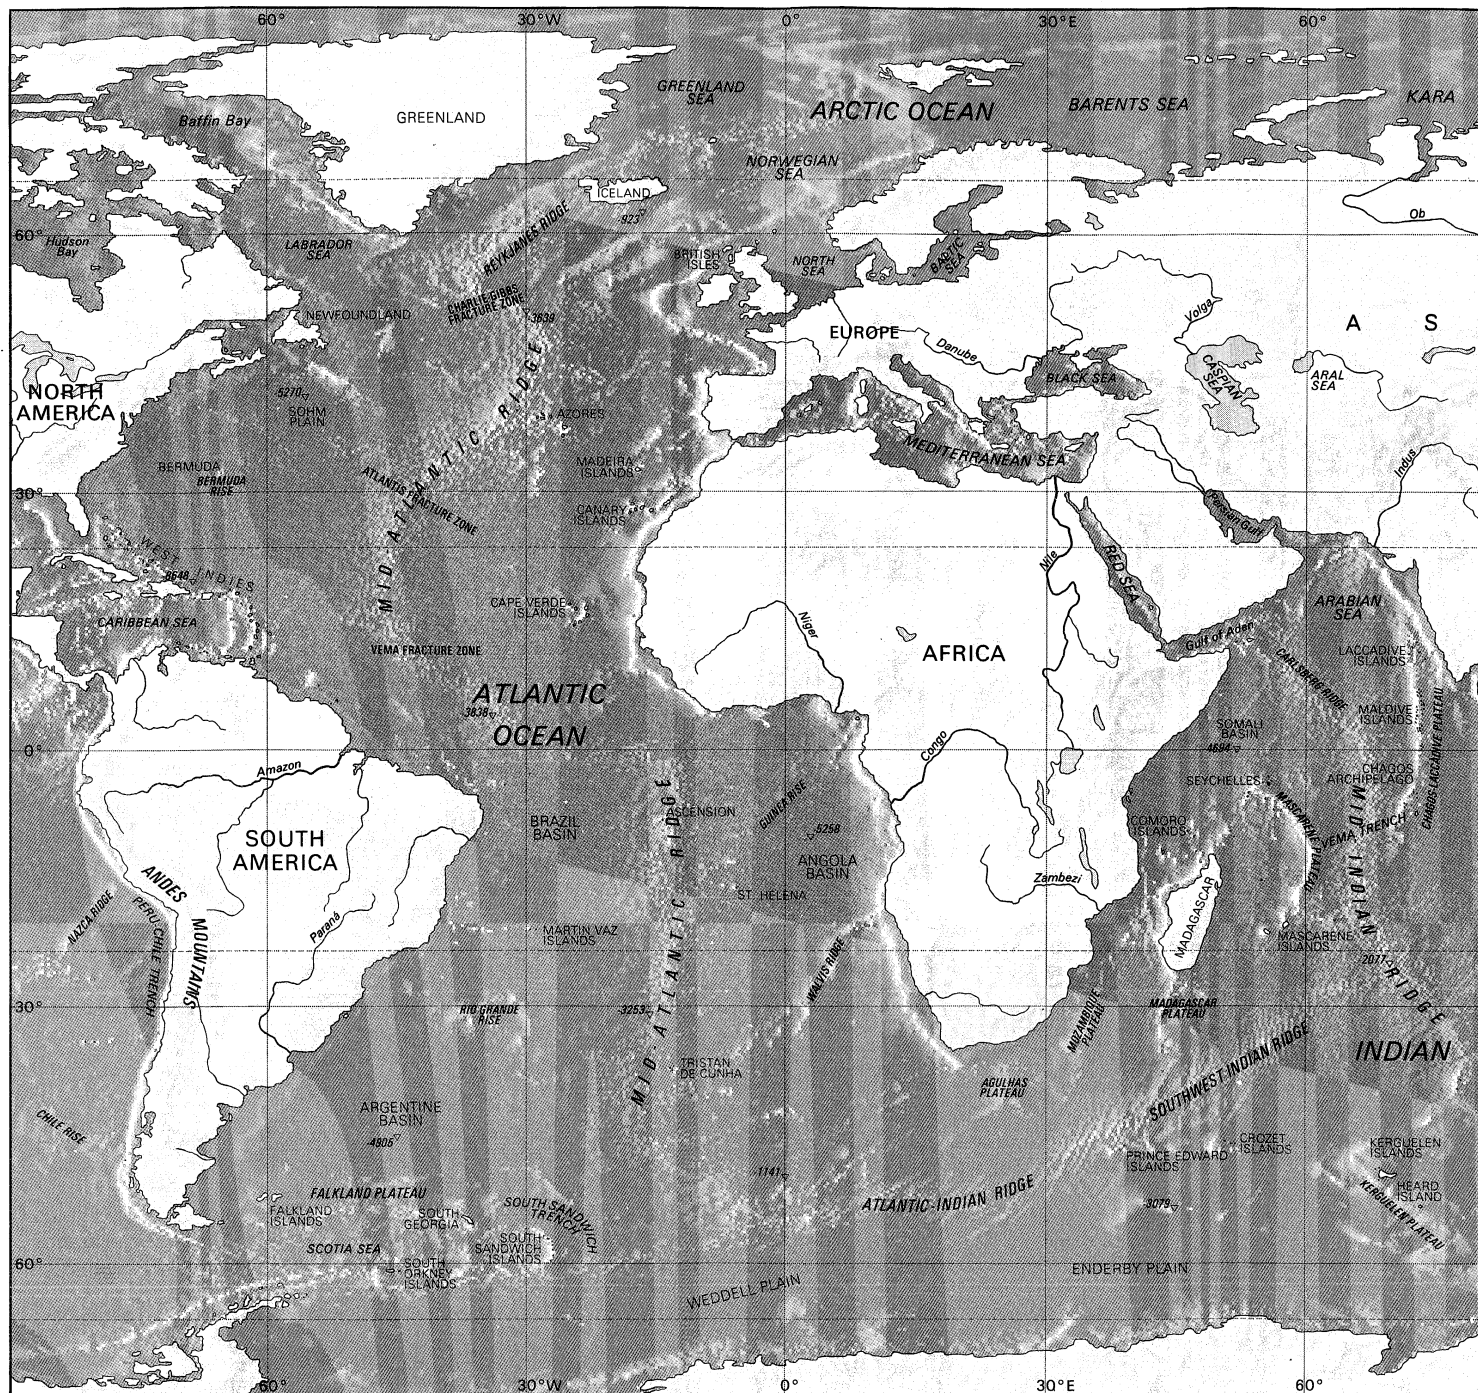 60°
30°W
0°
30°E
60°
GREENLAND
SEA
ARCTIC OCEAN
BARENTS SEA
KARA
Baffin Bay
GREENLAND
NORWEGIAN
SEA
ICELAND
923
Ob
REYKJANES RIDGE
60°
Hudson
Bay
LABRADOR
SEA
BRITISH
ISLES
NORTH
SEA
BALTIC
SEA
CHARLIE-GIBBS
FRACTURE ZONE
3639
NEWFOUNDLAND
EUROPE
Danube
Volga
A S
CASPIAN
SEA
ARAL
SEA
BLACK SEA
NORTH
AMERICA
5270
SOHM
PLAIN
AZORES
MID ATLANTIC RIDGE
MEDITERRANEAN SEA
BERMUDA
BERMUDA
RISE
MADEIRA
ISLANDS
ATLANTIS FRACTURE ZONE
Indus
30°
CANARY
ISLANDS
Persian Gulf
WEST INDIES
8648
Nile
RED SEA
CAPE VERDE
ISLANDS
CARIBBEAN SEA
Niger
ARABIAN
SEA
Gulf of Aden
VEMA FRACTURE ZONE
AFRICA
LACCADIVE
ISLANDS
CARLSBERG RIDGE
ATLANTIC
OCEAN
3838
MALDIVE
ISLANDS
SOMALI
BASIN
4694
CHAGOS-LACCADIVE PLATEAU
0°
Amazon
Congo
SEYCHELLES
CHAGOS
ARCHIPELAGO
ASCENSION
GUINEA RISE
BRAZIL
BASIN
5258
COMORO
ISLANDS
MASCARENE PLATEAU
VEMA TRENCH
SOUTH
AMERICA
ANGOLA
BASIN
Zambezi
ST. HELENA
ANDES
MOUNTAINS
NAZCA RIDGE
PERU-CHILE TRENCH
Paraná
MARTIN VAZ
ISLANDS
MADAGASCAR
MASCARENE
ISLANDS
WALVIS RIDGE
2077
MID INDIAN RIDGE
30°
RIO GRANDE
RISE
3253
MOZAMBIQUE
PLATEAU
MADAGASCAR
PLATEAU
INDIAN
TRISTAN
DE CUNHA
MID-ATLANTIC RIDGE
AGULHAS
PLATEAU
SOUTHWEST INDIAN RIDGE
CHILE RISE
ARGENTINE
BASIN
4906
CROZET
ISLANDS
KERGUELEN
ISLANDS
PRINCE EDWARD
ISLANDS
1141
HEARD
ISLAND
FALKLAND PLATEAU
FALKLAND
ISLANDS
SOUTH
GEORGIA
SOUTH SANDWICH
TRENCH
ATLANTIC-INDIAN RIDGE
3079
KERGUELEN PLATEAU
SCOTIA SEA
SOUTH
SANDWICH
ISLANDS
60°
SOUTH
ORKNEY
ISLANDS
ENDERBY PLAIN
WEDDELL PLAIN
60°
30°W
0°
30°E
60°